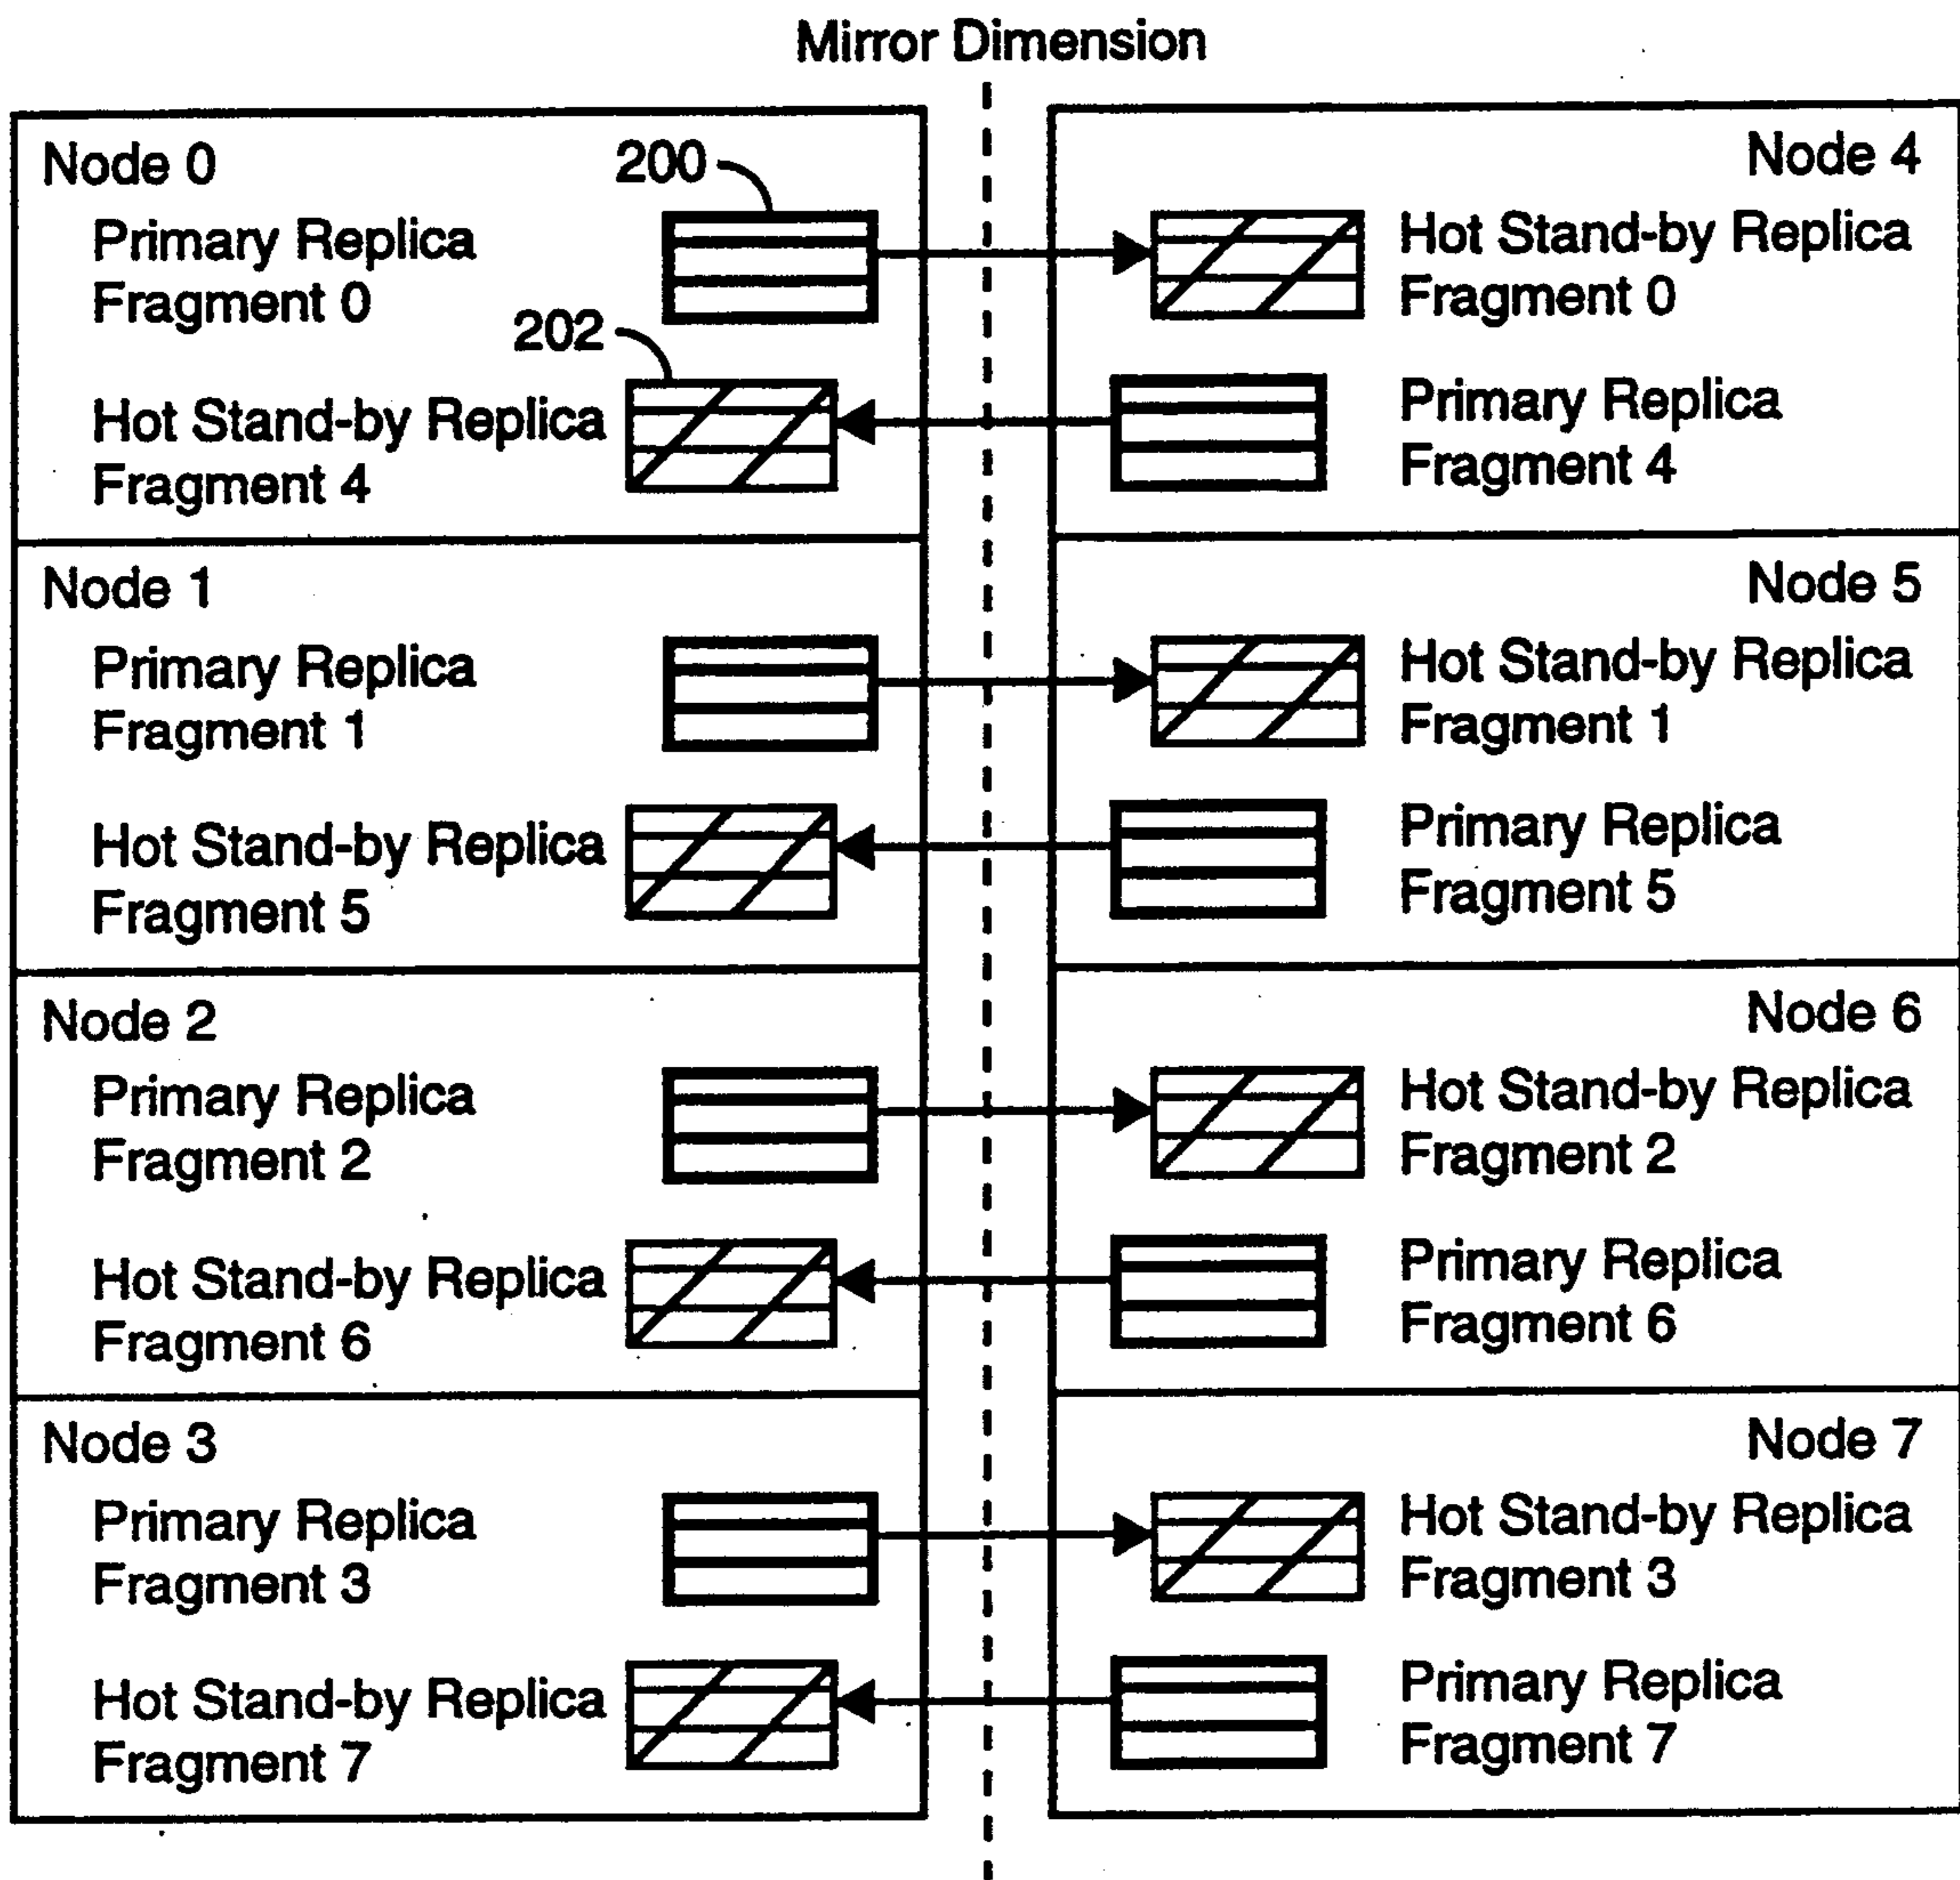 Mirror Dimension
Node 0
200
Primary Replica
Fragment 0
202
Hot Stand-by Replica
Fragment 4
Node 4
Hot Stand-by Replica
Fragment 0
Primary Replica
Fragment 4
Node 1
Primary Replica
Fragment 1
Hot Stand-by Replica
Fragment 5
Node 5
Hot Stand-by Replica
Fragment 1
Primary Replica
Fragment 5
Node 2
Primary Replica
Fragment 2
Hot Stand-by Replica
Fragment 6
Node 6
Hot Stand-by Replica
Fragment 2
Primary Replica
Fragment 6
Node 3
Primary Replica
Fragment 3
Hot Stand-by Replica
Fragment 7
Node 7
Hot Stand-by Replica
Fragment 3
Primary Replica
Fragment 7